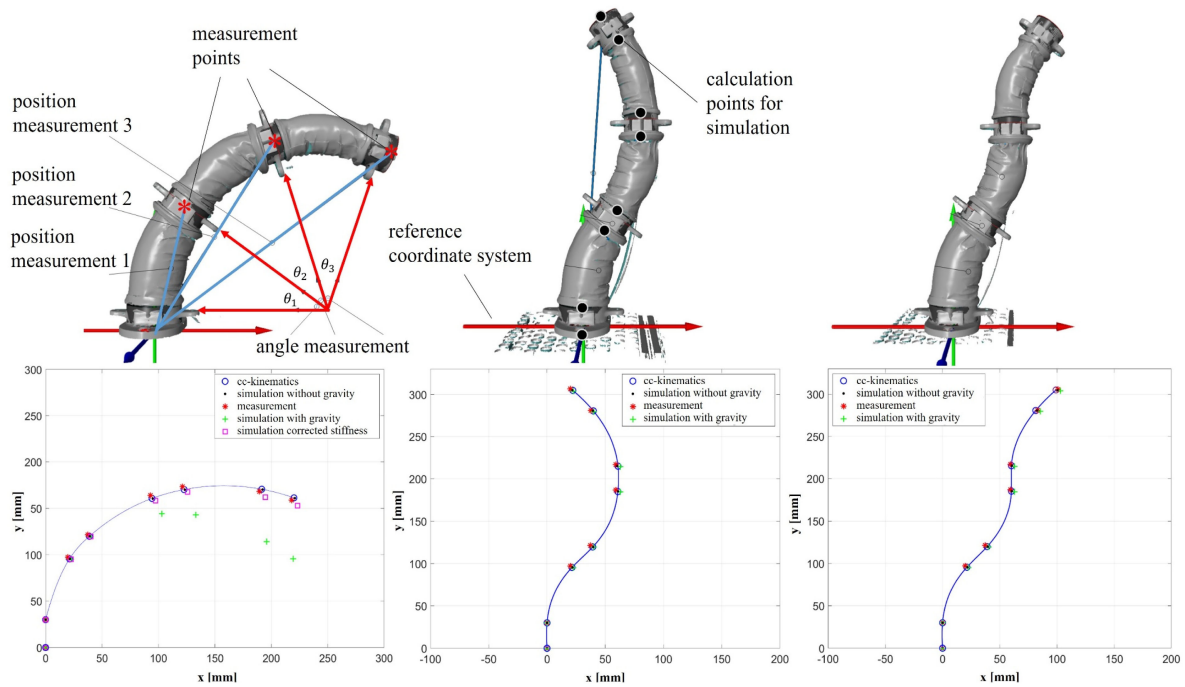 measurement
points
position
measurement 3
position
measurement 2
position
measurement 1
θ1
θ2
θ3
angle measurement
reference
coordinate system
calculation
points for
simulation
300
250
200
150
100
50
0
y [mm]
cc-kinematics
simulation without gravity
measurement
simulation with gravity
simulation corrected stiffness
0
50
100
150
200
250
300
x [mm]
300
250
200
150
100
50
0
y [mm]
cc-kinematics
simulation without gravity
measurement
simulation with gravity
-100
-50
0
50
100
150
200
x [mm]
300
250
200
150
100
50
0
y [mm]
cc-kinematics
simulation without gravity
measurement
simulation with gravity
-100
-50
0
50
100
150
200
x [mm]